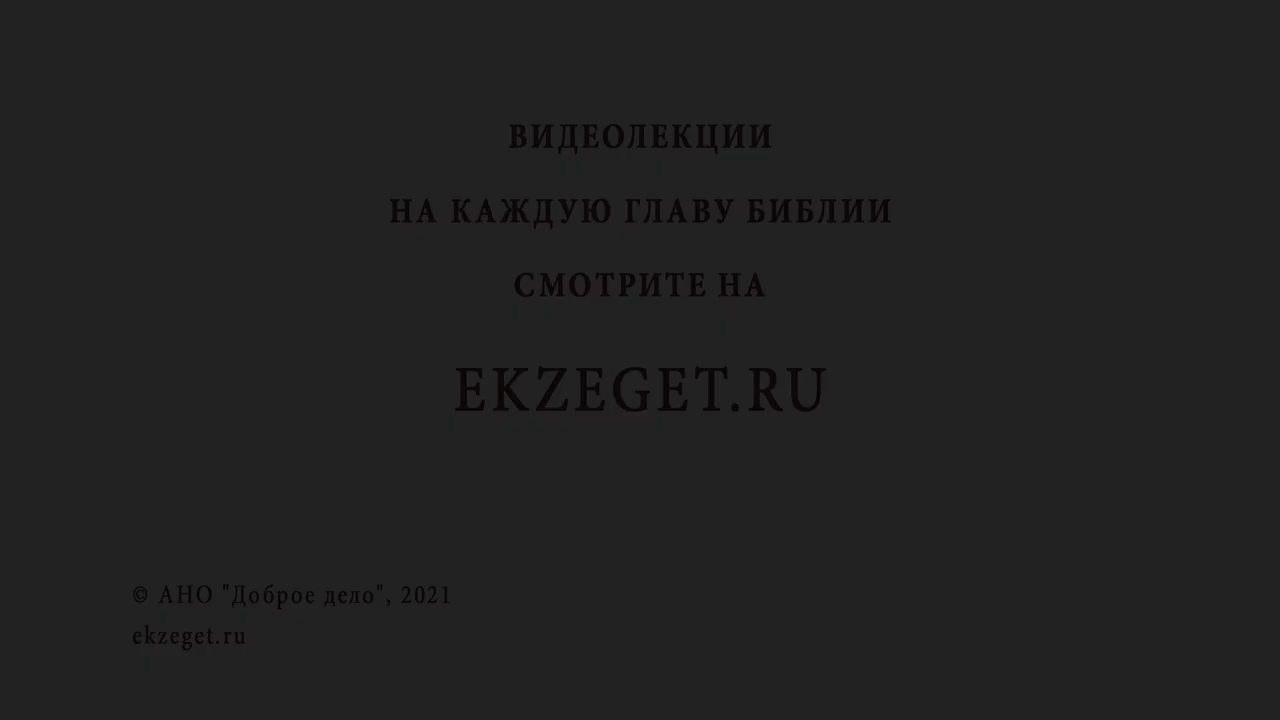 ВИДЕОЛЕКЦИИ
НА КАЖДУЮ ГЛАВУ БИБЛИИ
СМОТРИТЕ НА
EKZEGET.RU
© АНО "Доброе дело", 2021
ekzeget.ru